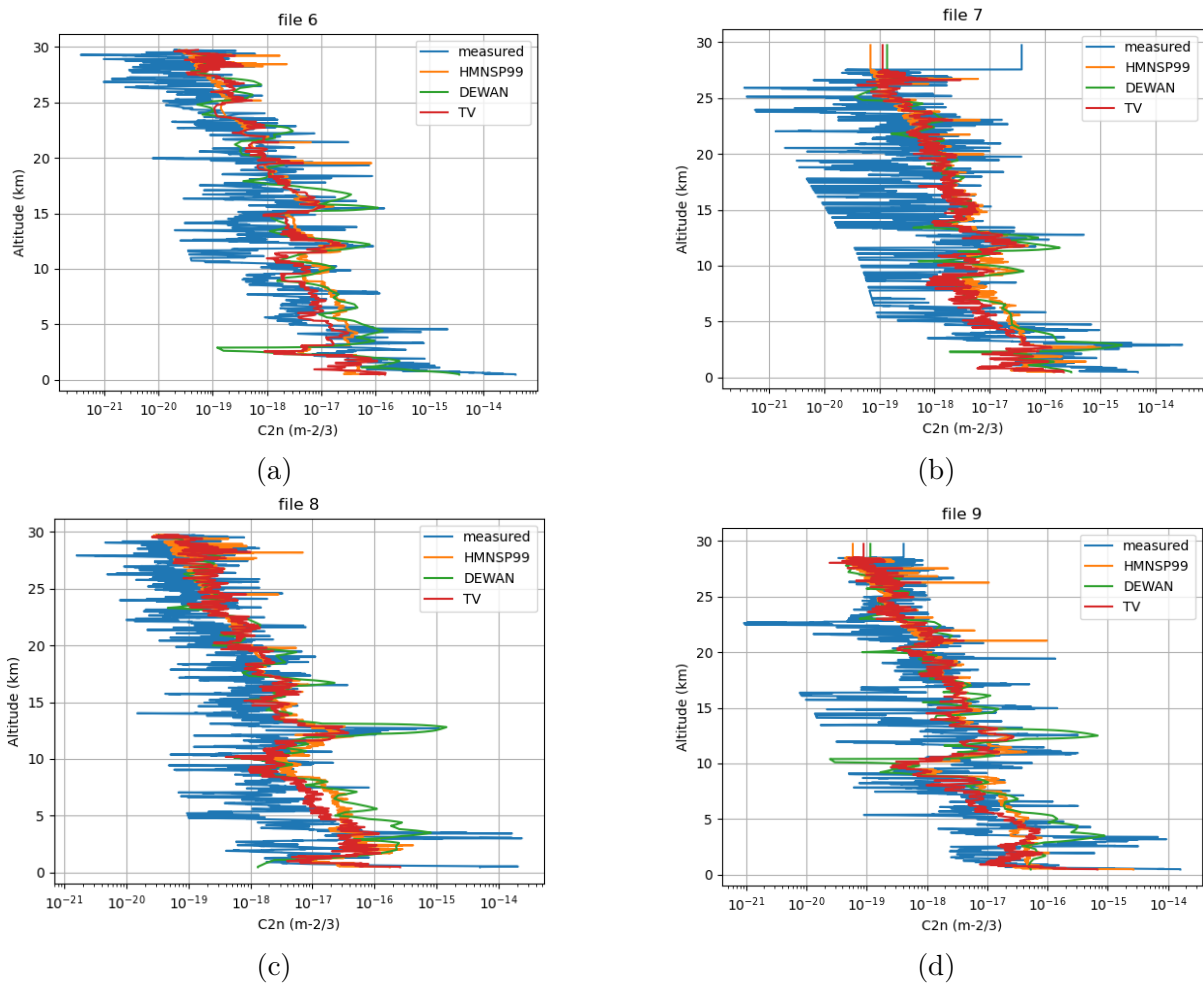 file 6
measured
HMNSP99
DEWAN
TV
30
25
20
15
10
5
0
Altitude (km)
10⁻²¹ 10⁻²⁰ 10⁻¹⁹ 10⁻¹⁸ 10⁻¹⁷ 10⁻¹⁶ 10⁻¹⁵ 10⁻¹⁴
C2n (m-2/3)
(a)
file 7
measured
HMNSP99
DEWAN
TV
30
25
20
15
10
5
0
Altitude (km)
10⁻²¹ 10⁻²⁰ 10⁻¹⁹ 10⁻¹⁸ 10⁻¹⁷ 10⁻¹⁶ 10⁻¹⁵ 10⁻¹⁴
C2n (m-2/3)
(b)
file 8
measured
HMNSP99
DEWAN
TV
30
25
20
15
10
5
0
Altitude (km)
10⁻²¹ 10⁻²⁰ 10⁻¹⁹ 10⁻¹⁸ 10⁻¹⁷ 10⁻¹⁶ 10⁻¹⁵ 10⁻¹⁴
C2n (m-2/3)
(c)
file 9
measured
HMNSP99
DEWAN
TV
30
25
20
15
10
5
0
Altitude (km)
10⁻²¹ 10⁻²⁰ 10⁻¹⁹ 10⁻¹⁸ 10⁻¹⁷ 10⁻¹⁶ 10⁻¹⁵ 10⁻¹⁴
C2n (m-2/3)
(d)